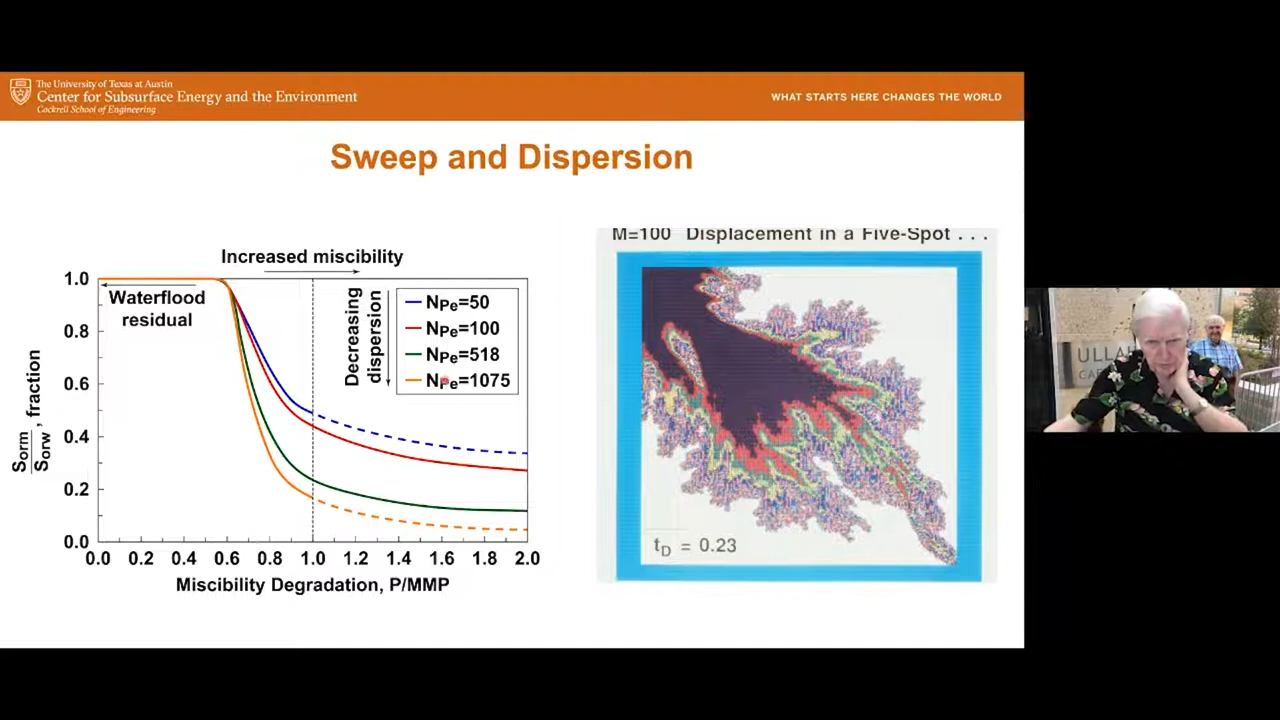 The University of Texas at Austin
Center for Subsurface Energy and the Environment
Cockrell School of Engineering
WHAT STARTS HERE CHANGES THE WORLD
Sweep and Dispersion
Increased miscibility
Waterflood
residual
Decreasing
dispersion
NPe=50
NPe=100
NPe=518
NPe=1075
1.0
0.8
0.6
0.4
0.2
0.0
Sorm
Sorw
, fraction
0.0 0.2 0.4 0.6 0.8 1.0 1.2 1.4 1.6 1.8 2.0
Miscibility Degradation, P/MMP
M=100 Displacement in a Five-Spot . . .
tD = 0.23